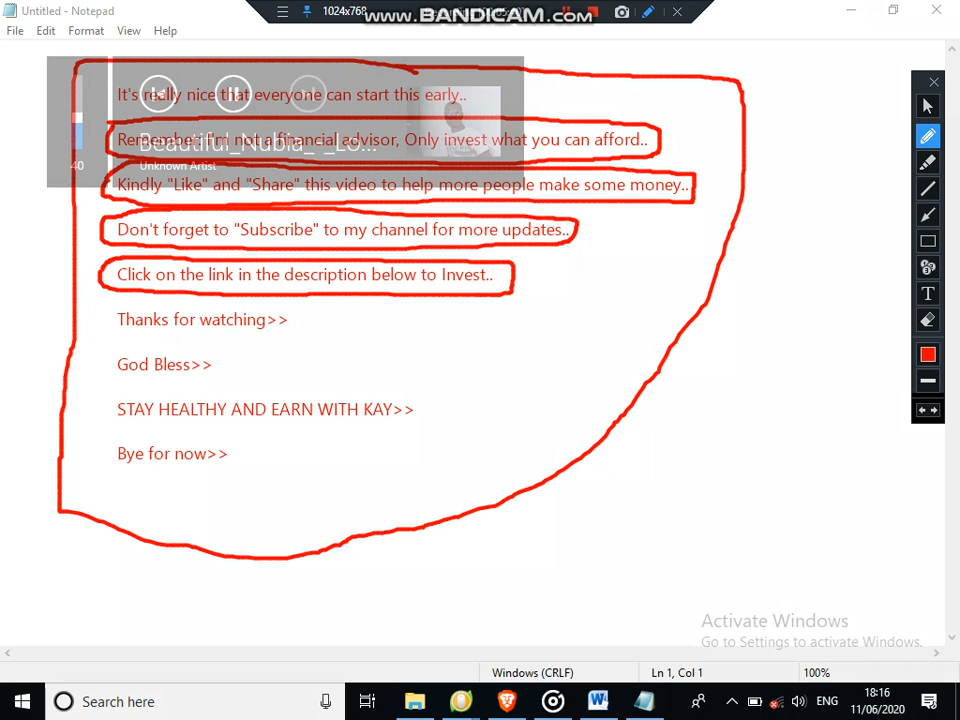 Untitled - Notepad
1024x768
www.BANDICAM.com
File Edit Format View Help
It's really nice that everyone can start this early..
Remember: I'm not a financial advisor, Only invest what you can afford..
Beautiful_Nubia_-_Lo...
40
Unknown Artist
Kindly "Like" and "Share" this video to help more people make some money..
Don't forget to "Subscribe" to my channel for more updates..
Click on the link in the description below to Invest..
Thanks for watching>>
God Bless>>
STAY HEALTHY AND EARN WITH KAY>>
Bye for now>>
Activate Windows
Go to Settings to activate Windows.
Windows (CRLF) Ln 1, Col 1 100%
Search here
ENG
18:16
11/06/2020